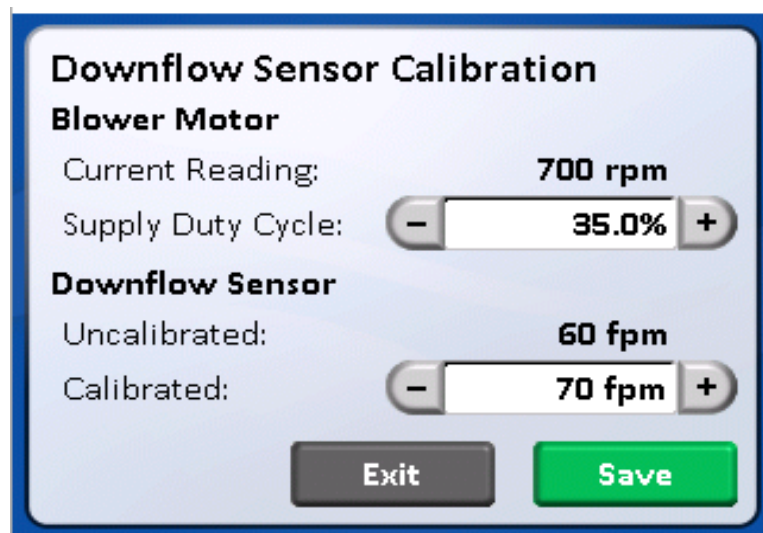 Downflow Sensor Calibration
Blower Motor
Current Reading: 700 rpm
Supply Duty Cycle: − 35.0% +
Downflow Sensor
Uncalibrated: 60 fpm
Calibrated: − 70 fpm +
Exit Save